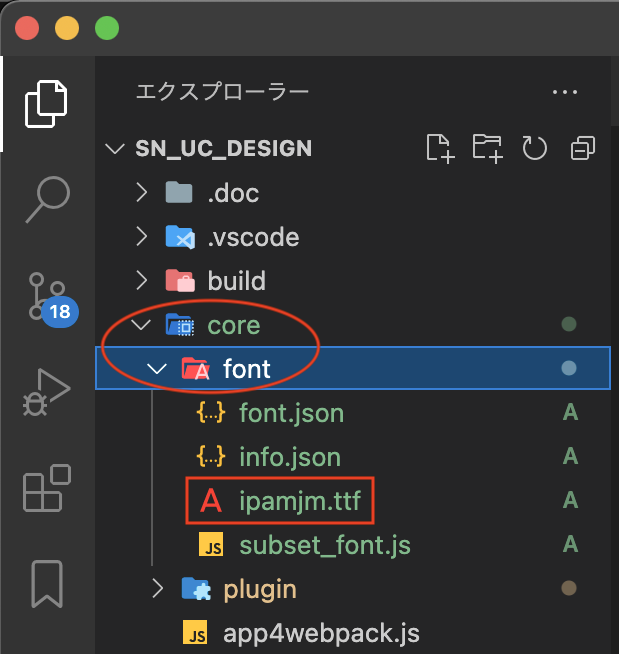 エクスプローラー
SN_UC_DESIGN
.doc
.vscode
build
18
core
font
font.json A
info.json A
ipamjm.ttf A
subset_font.js A
plugin
JS app4webpack.js